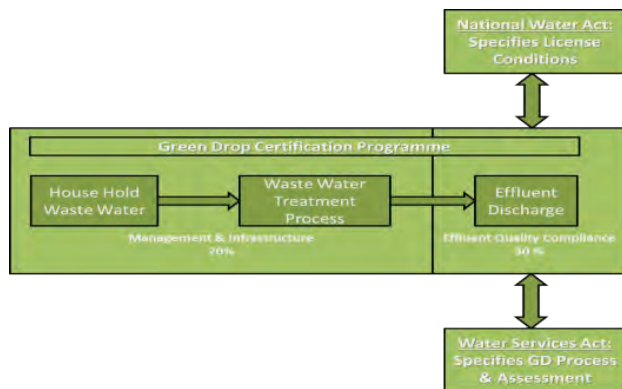 National Water Act:
Specifies License
Conditions
Green Drop Certification Programme
House Hold
Waste Water
Waste Water
Treatment
Process
Effluent
Discharge
Management & Infrastructure
70%
Effluent Quality Compliance
30 %
Water Services Act:
Specifies GD Process
& Assessment